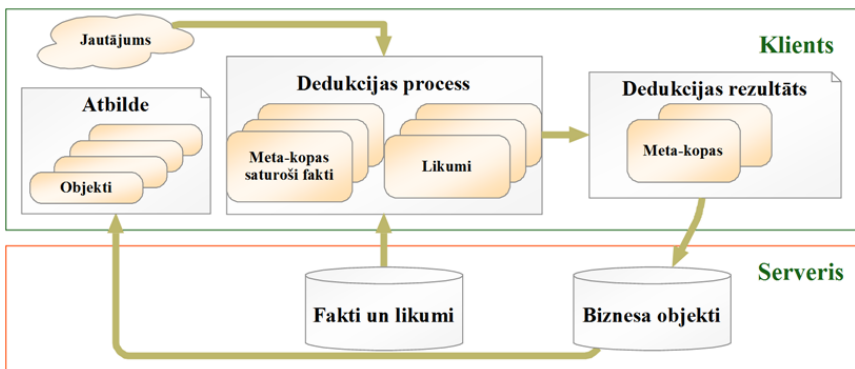 Jautājums
Klients
Atbilde
Objekti
Dedukcijas process
Meta-kopas
saturoši fakti
Likumi
Dedukcijas rezultāts
Meta-kopas
Serveris
Fakti un likumi
Biznesa objekti